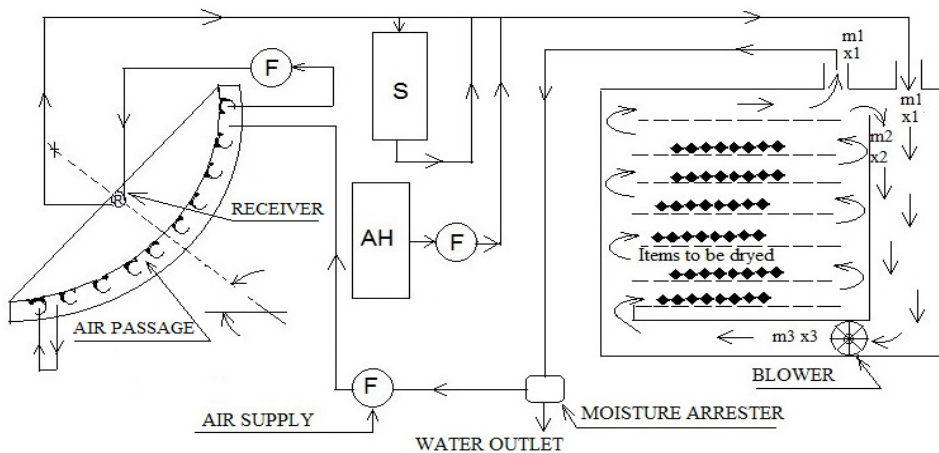 m1
x1
F
S
m1
x1
m2
x2
RECEIVER
AH
F
Items to be dryed
AIR PASSAGE
m3 x3
BLOWER
F
AIR SUPPLY
MOISTURE ARRESTER
WATER OUTLET